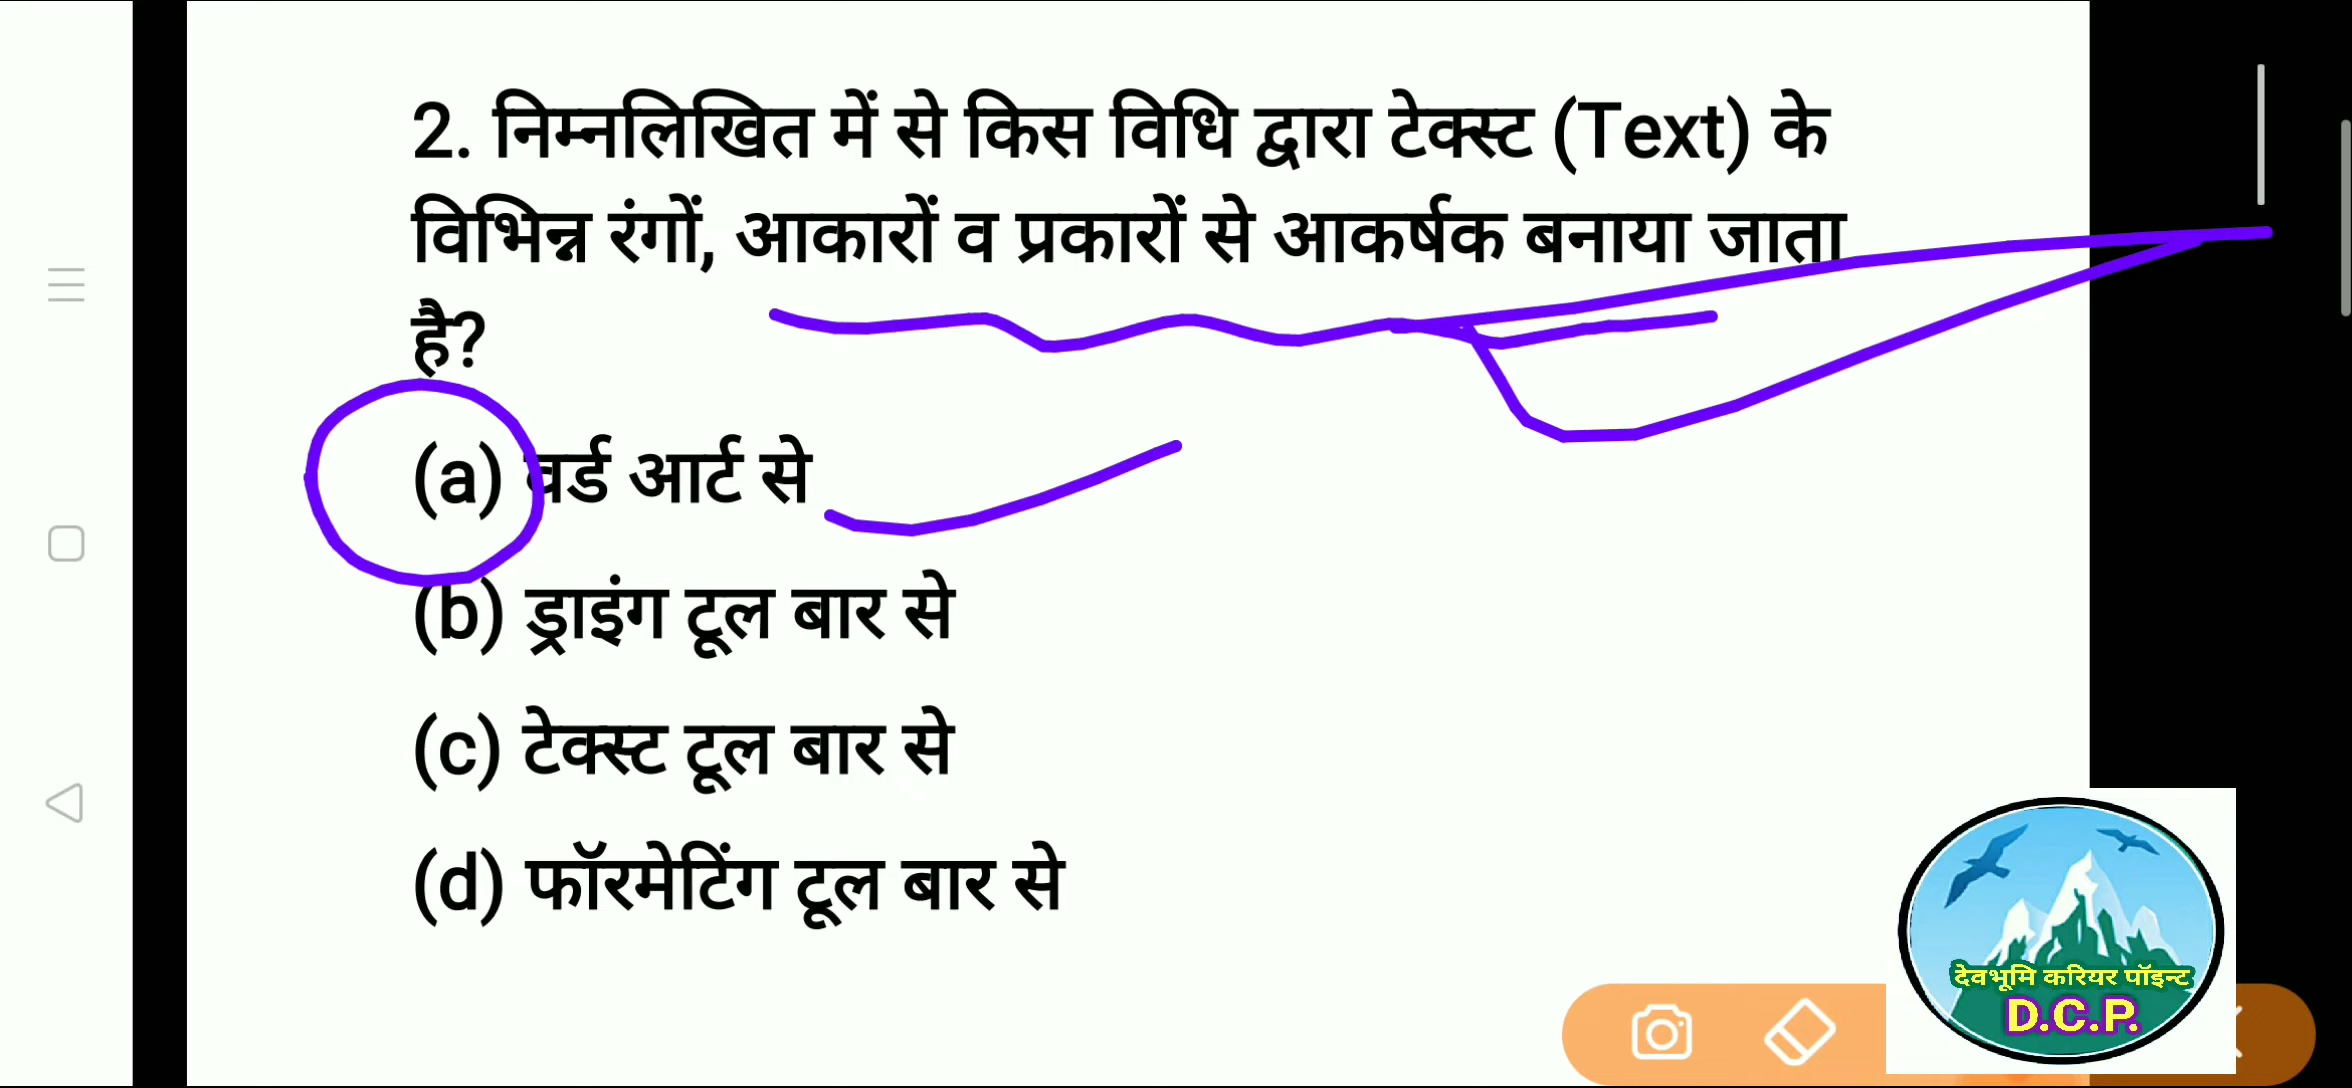 2. निम्नलिखित में से किस विधि द्वारा टेक्स्ट (Text) के
विभिन्न रंगों, आकारों व प्रकारों से आकर्षक बनाया जाता
है?
(a) वर्ड आर्ट से
(b) ड्राइंग टूल बार से
(c) टेक्स्ट टूल बार से
(d) फॉरमेटिंग टूल बार से
देवभूमि करियर पॉइन्ट
D.C.P.